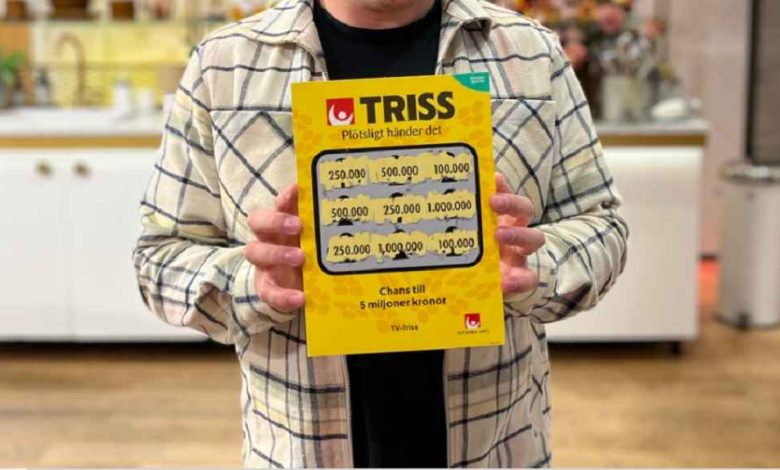 TRISS
Plötsligt händer det
250.000 500.000 100.000
500.000 250.000 1.000.000
250.000 1,000.000 100.000
Chans till
5 miljoner kronor
TV-Triss